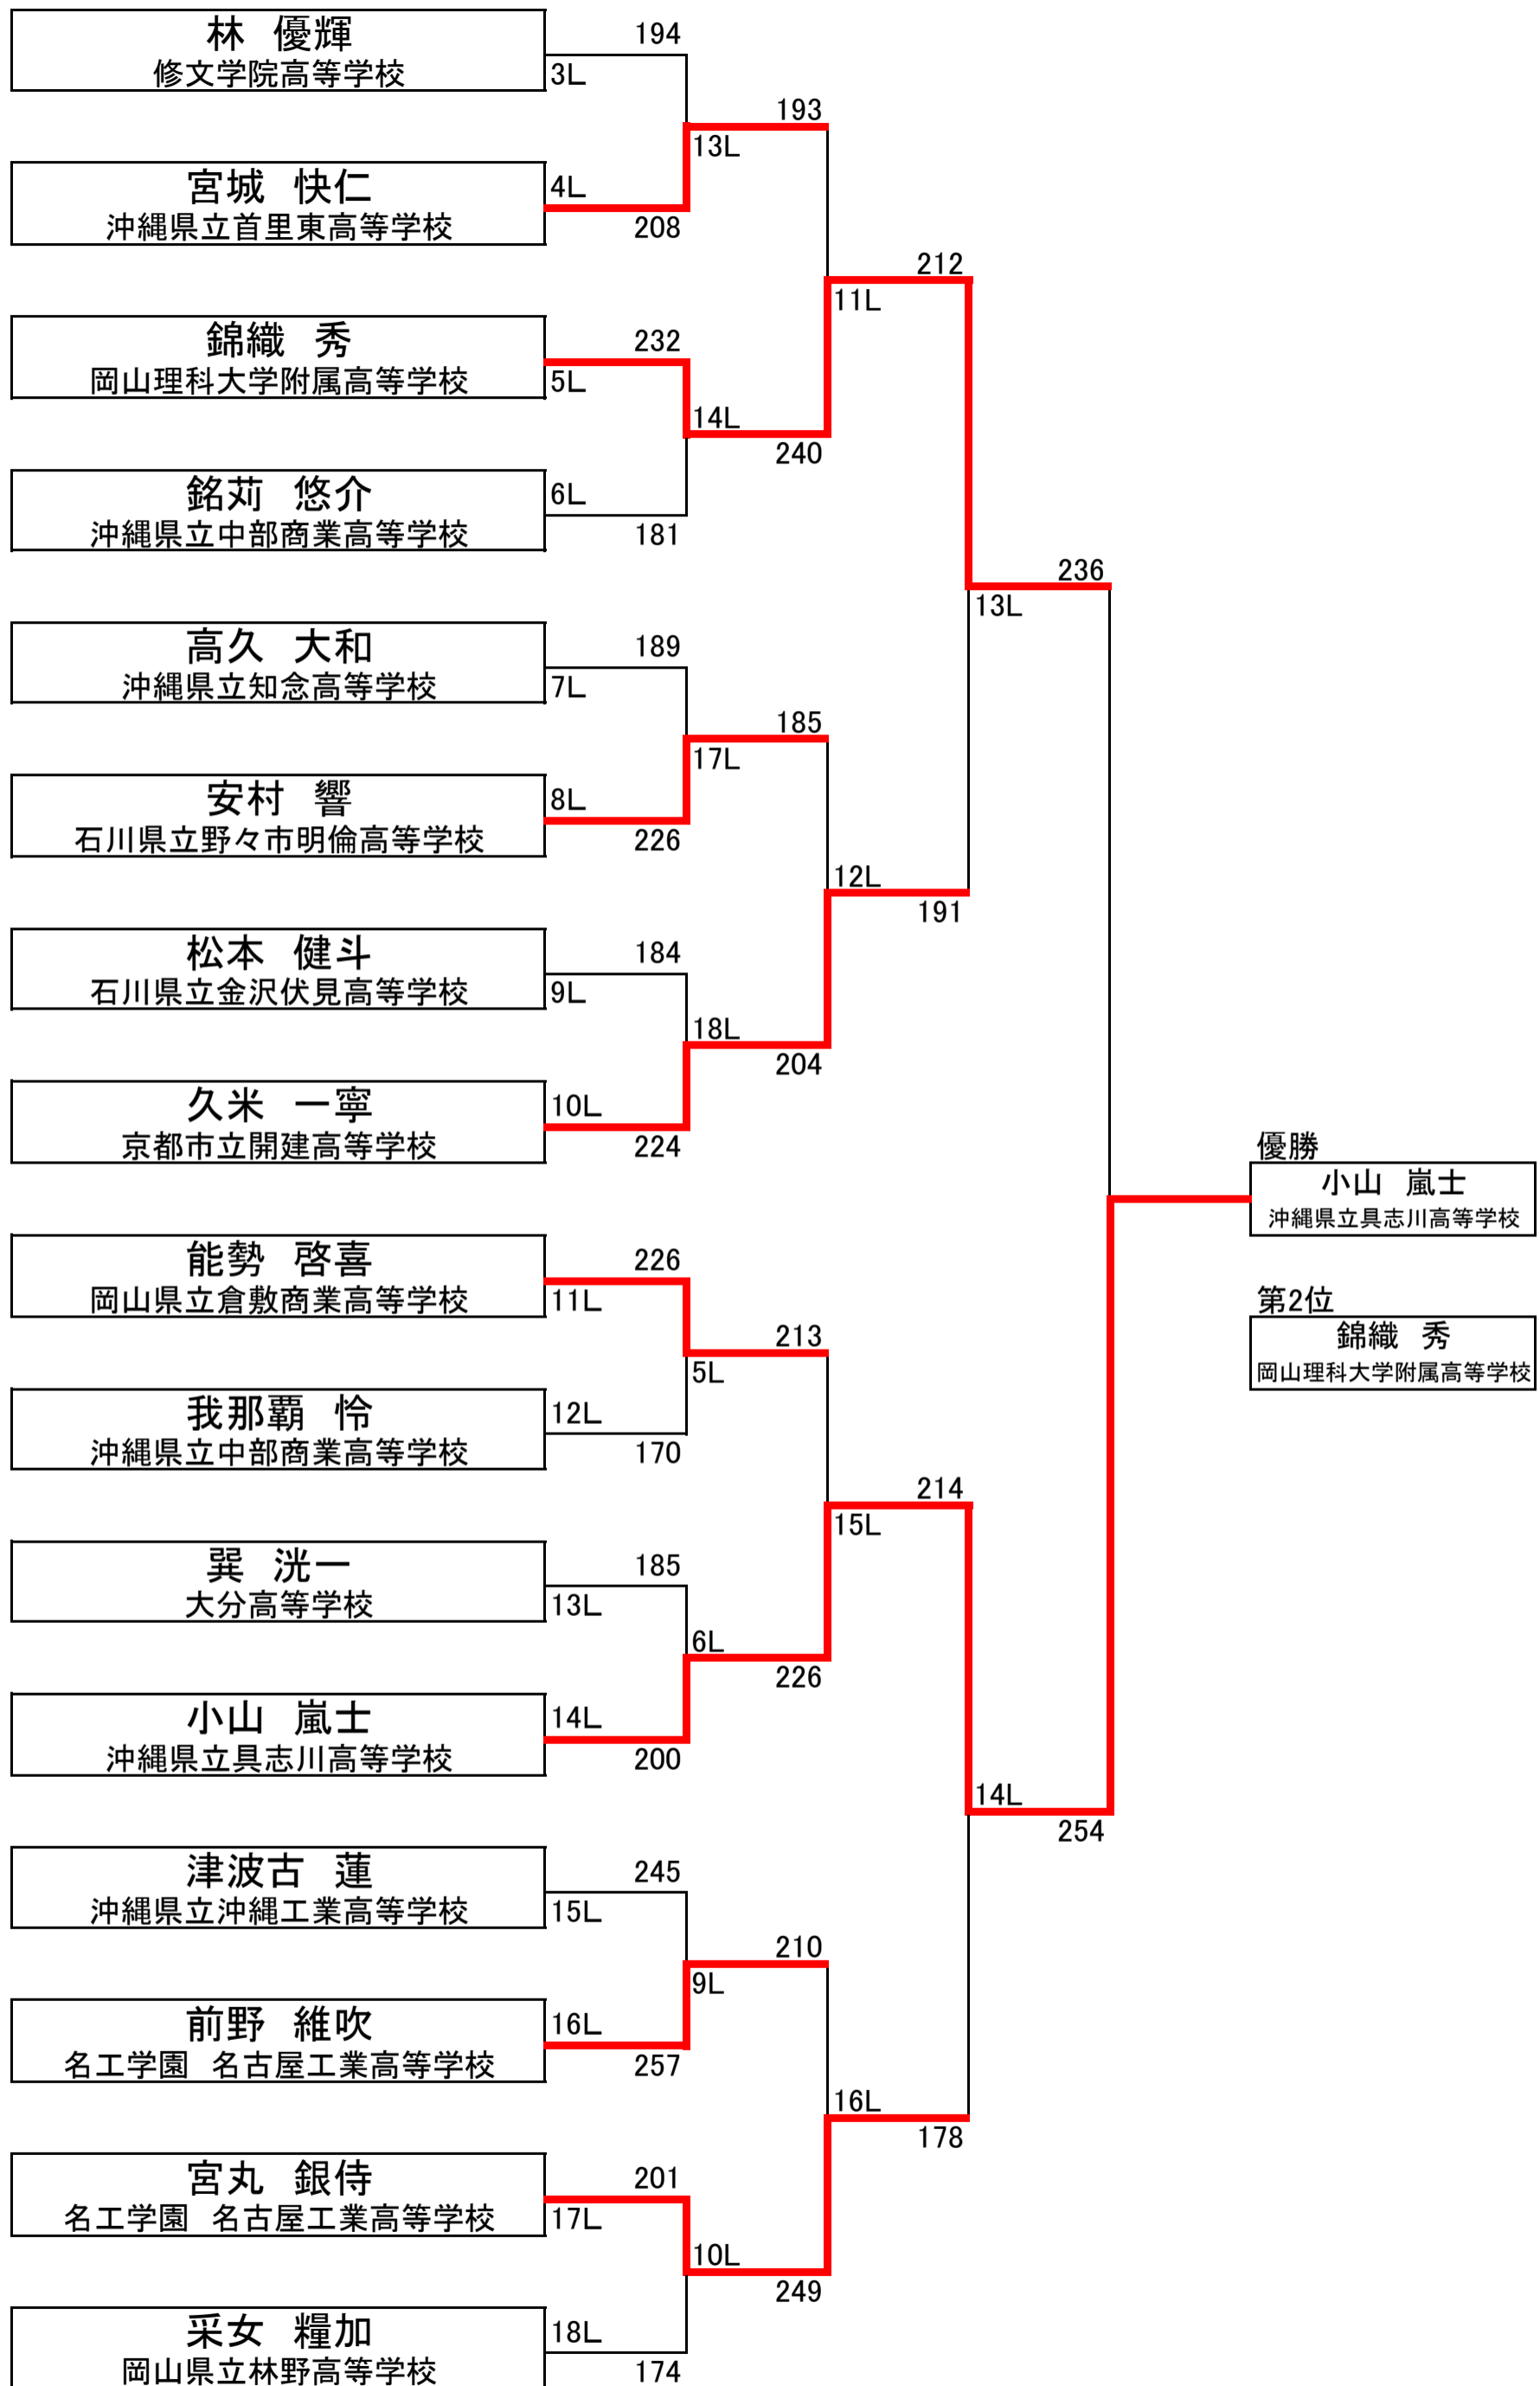 林 優輝
修文学院高等学校
194
3L
193
13L
宮城 快仁
沖縄県立首里東高等学校
4L
208
212
11L
錦織 秀
岡山理科大学附属高等学校
232
5L
14L
240
銘苅 悠介
沖縄県立中部商業高等学校
6L
181
236
13L
高久 大和
沖縄県立知念高等学校
189
7L
185
17L
安村 響
石川県立野々市明倫高等学校
8L
226
12L
191
松本 健斗
石川県立金沢伏見高等学校
184
9L
18L
204
久米 一寧
京都市立開建高等学校
10L
224
優勝
小山 嵐士
沖縄県立具志川高等学校
能勢 啓喜
岡山県立倉敷商業高等学校
226
11L
第2位
錦織 秀
岡山理科大学附属高等学校
213
5L
我那覇 怜
沖縄県立中部商業高等学校
12L
170
214
15L
巽 洸一
大分高等学校
185
13L
6L
226
小山 嵐士
沖縄県立具志川高等学校
14L
200
14L
254
津波古 蓮
沖縄県立沖縄工業高等学校
245
15L
210
9L
前野 維吹
名工学園 名古屋工業高等学校
16L
257
16L
178
宮丸 銀侍
名工学園 名古屋工業高等学校
201
17L
10L
249
采女 糧加
岡山県立林野高等学校
18L
174